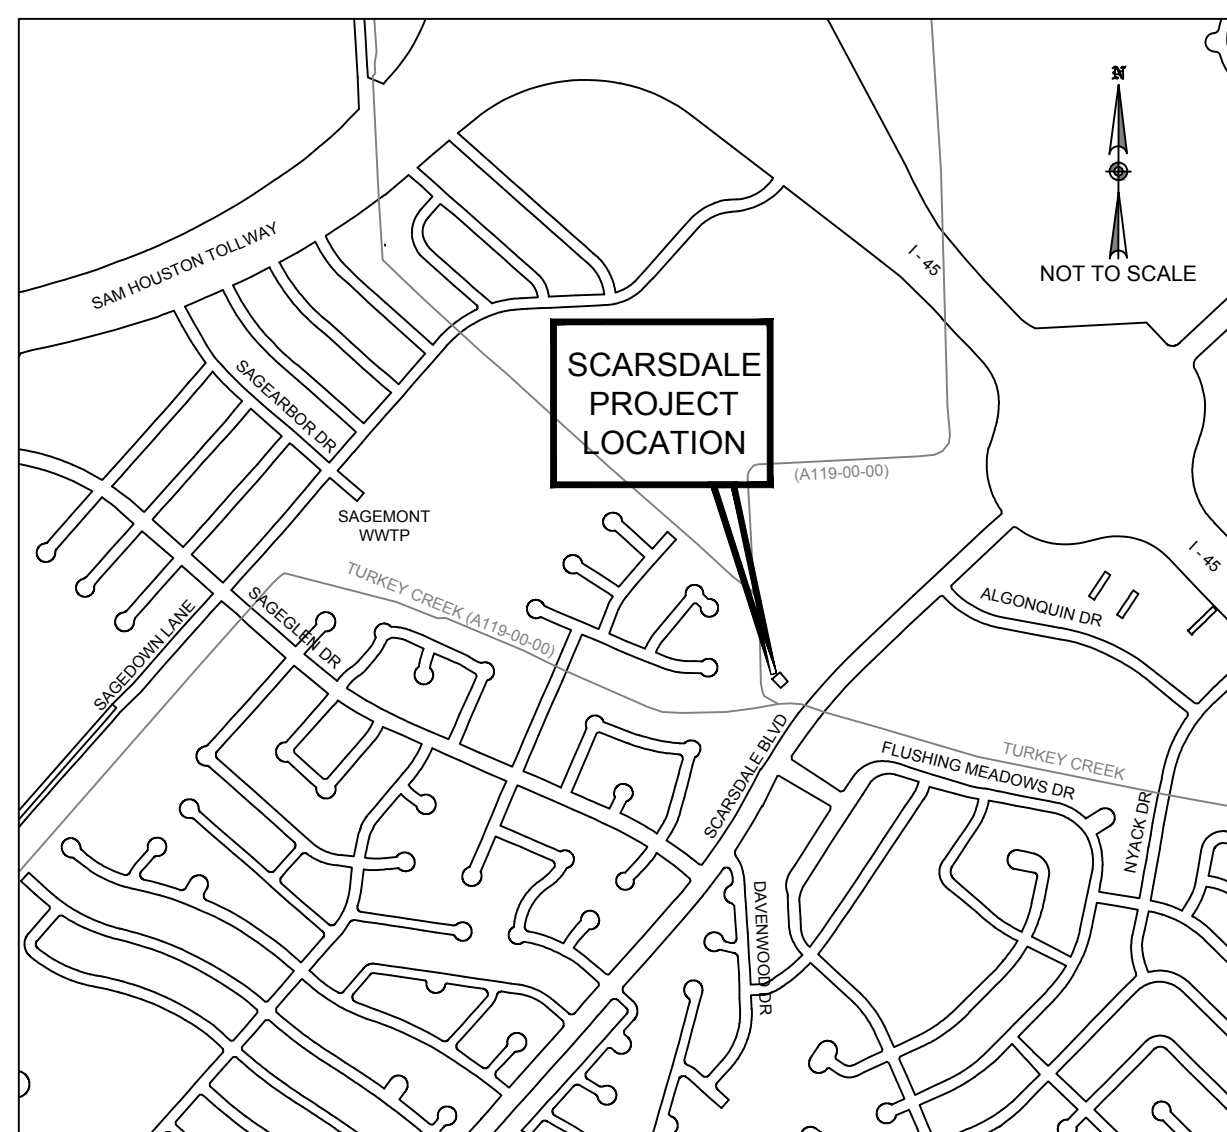 N
NOT TO SCALE
SAM HOUSTON TOLLWAY
I - 45
SCARSDALE
PROJECT
LOCATION
SAGEARBOR DR
(A119-00-00)
SAGEMONT
WWTP
I - 45
TURKEY CREEK (A119-00-00)
SAGEGLEN DR
ALGONQUIN DR
SAGEDOWN LANE
SCARSDALE BLVD
FLUSHING MEADOWS DR
TURKEY CREEK
NYACK DR
DAVENWOOD DR